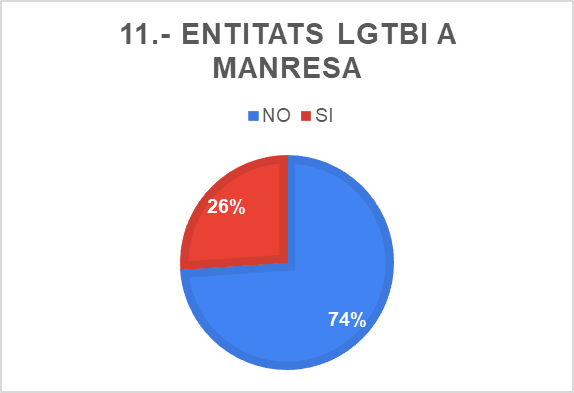 11.- ENTITATS LGTBI A
MANRESA
NO SI
26%
74%